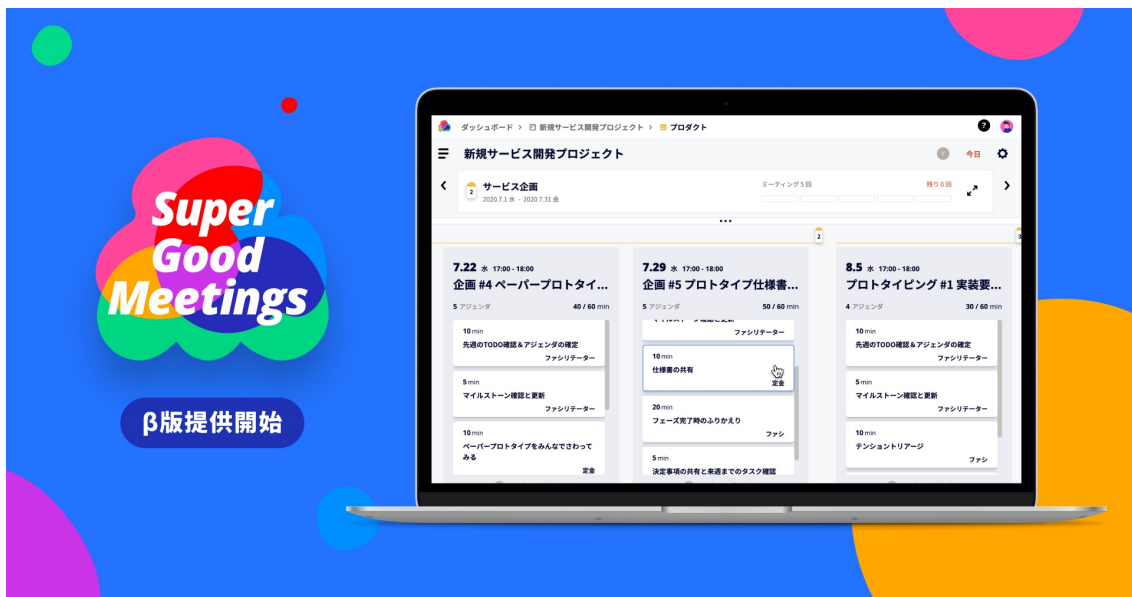 Super
Good
Meetings
β版提供開始
ダッシュボード › 新規サービス開発プロジェクト › プロダクト
?
新規サービス開発プロジェクト
今日
2
サービス企画
2020.7.1 水 - 2020.7.31 金
ミーティング 5 回
残り 0 回
2
3
7.22 水 17:00 - 18:00
企画 #4 ペーパープロトタイ...
5 アジェンダ
40 / 60 min
10 min
先週のTODO確認&アジェンダの確定
ファシリテーター
5 min
マイルストーン確認と更新
ファシリテーター
10 min
ペーパープロトタイプをみんなでさわって
みる
定金
7.29 水 17:00 - 18:00
企画 #5 プロトタイプ仕様書...
5 アジェンダ
50 / 60 min
ファシリテーター
10 min
仕様書の共有
定金
20 min
フェーズ完了時のふりかえり
ファシ
5 min
決定事項の共有と来週までのタスク確認
8.5 水 17:00 - 18:00
プロトタイピング #1 実装要...
4 アジェンダ
30 / 60 min
10 min
先週のTODO確認&アジェンダの確定
ファシリテーター
5 min
マイルストーン確認と更新
ファシリテーター
10 min
テンショントリアージ
ファシ